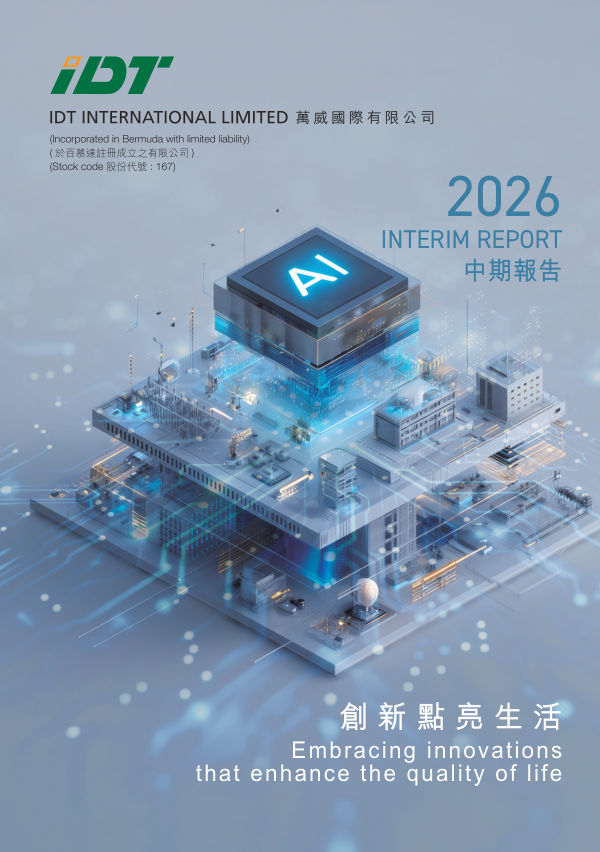 iDT
IDT INTERNATIONAL LIMITED 萬威國際有限公司
(Incorporated in Bermuda with limited liability)
(於百慕達註冊成立之有限公司)
(Stock code 股份代號 : 167)
2026
INTERIM REPORT
中期報告
AI
創新點亮生活
Embracing innovations
that enhance the quality of life